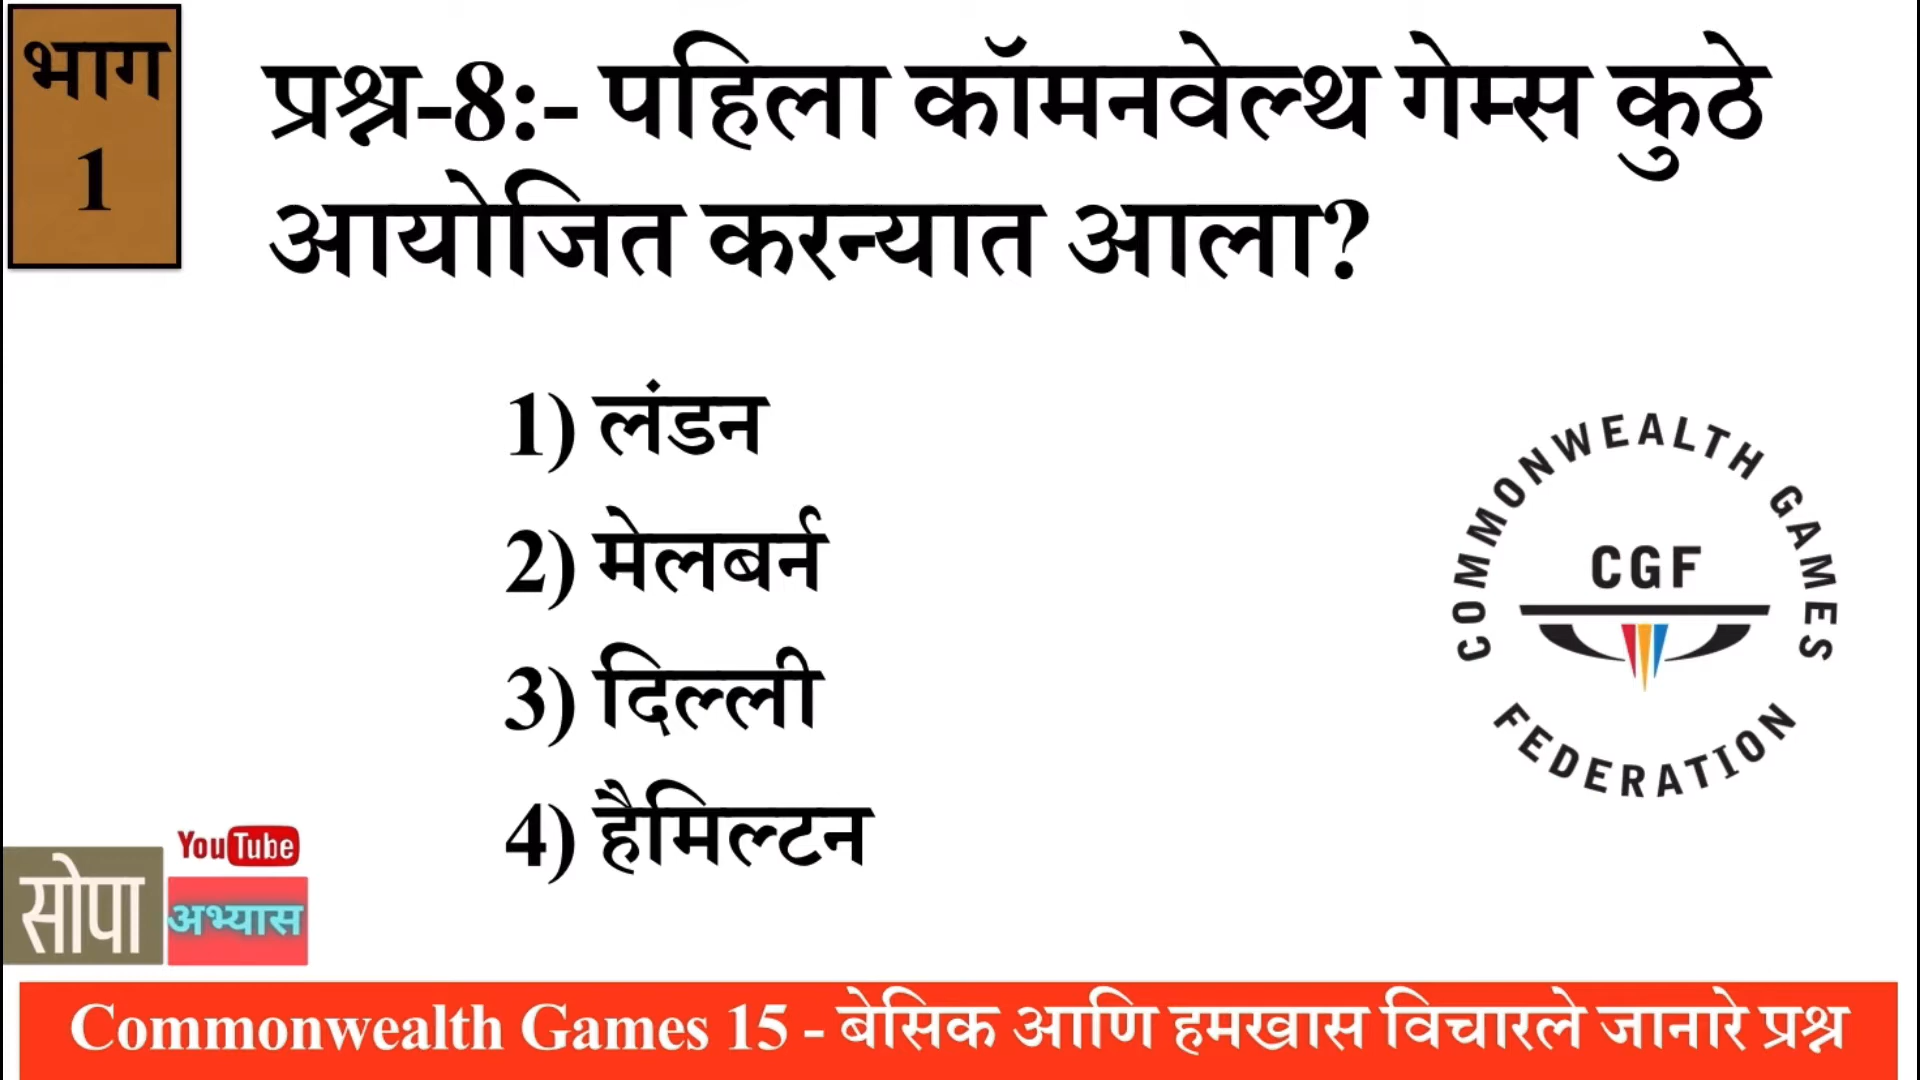 भाग
1
प्रश्न-8:- पहिला कॉमनवेल्थ गेम्स कुठे
आयोजित करन्यात आला?
1) लंडन
2) मेलबर्न
3) दिल्ली
4) हैमिल्टन
COMMONWEALTH GAMES
CGF
FEDERATION
YouTube
सोपा
अभ्यास
Commonwealth Games 15 - बेसिक आणि हमखास विचारले जानारे प्रश्न